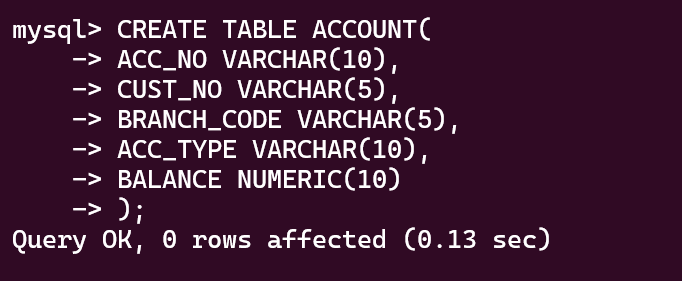 mysql> CREATE TABLE ACCOUNT(
    -> ACC_NO VARCHAR(10),
    -> CUST_NO VARCHAR(5),
    -> BRANCH_CODE VARCHAR(5),
    -> ACC_TYPE VARCHAR(10),
    -> BALANCE NUMERIC(10)
    -> );
Query OK, 0 rows affected (0.13 sec)